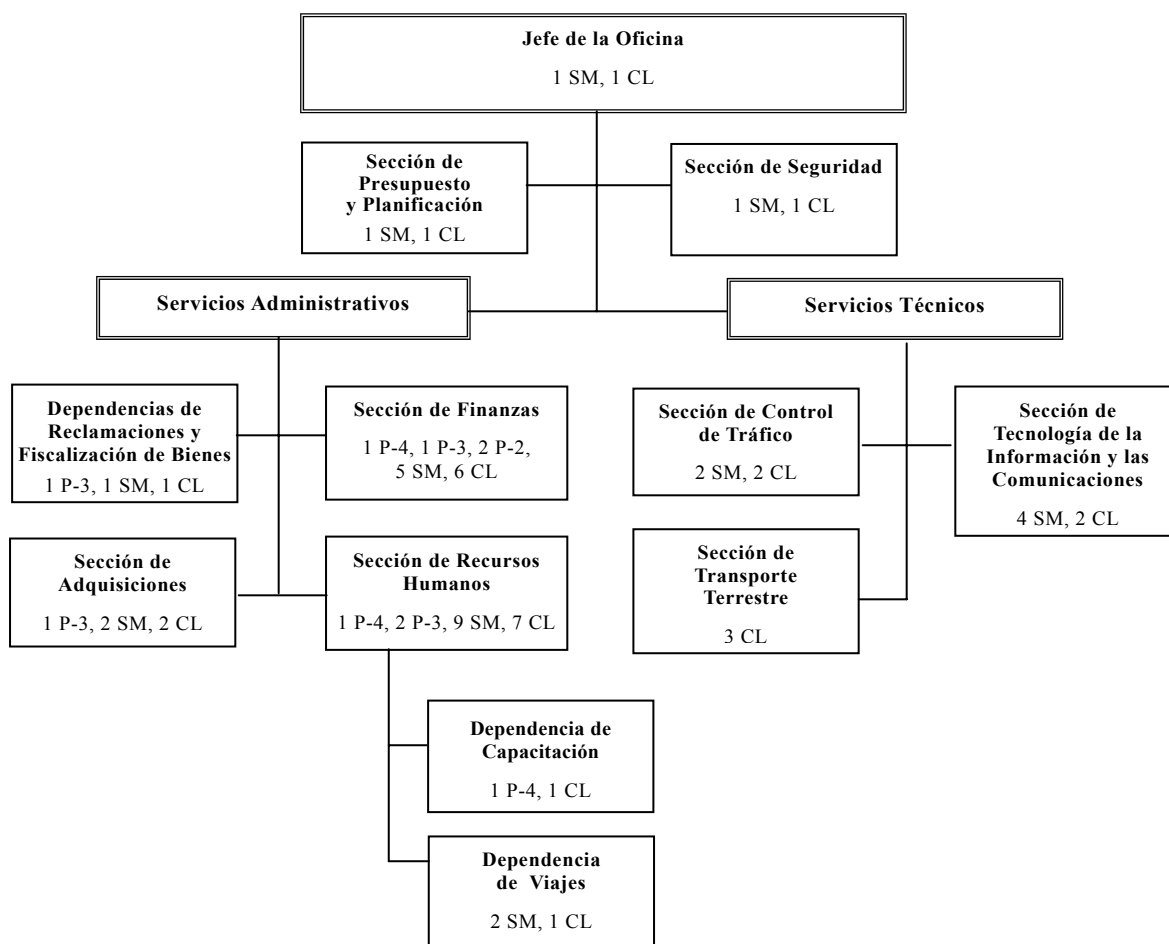 Jefe de la Oficina
1 SM, 1 CL
Sección de
Presupuesto
y Planificación
1 SM, 1 CL
Sección de Seguridad
1 SM, 1 CL
Servicios Administrativos
Servicios Técnicos
Dependencias de
Reclamaciones y
Fiscalización de Bienes
1 P-3, 1 SM, 1 CL
Sección de Finanzas
1 P-4, 1 P-3, 2 P-2,
5 SM, 6 CL
Sección de Control
de Tráfico
2 SM, 2 CL
Sección de
Tecnología de la
Información y las
Comunicaciones
4 SM, 2 CL
Sección de
Adquisiciones
1 P-3, 2 SM, 2 CL
Sección de Recursos
Humanos
1 P-4, 2 P-3, 9 SM, 7 CL
Sección de
Transporte
Terrestre
3 CL
Dependencia de
Capacitación
1 P-4, 1 CL
Dependencia
de Viajes
2 SM, 1 CL